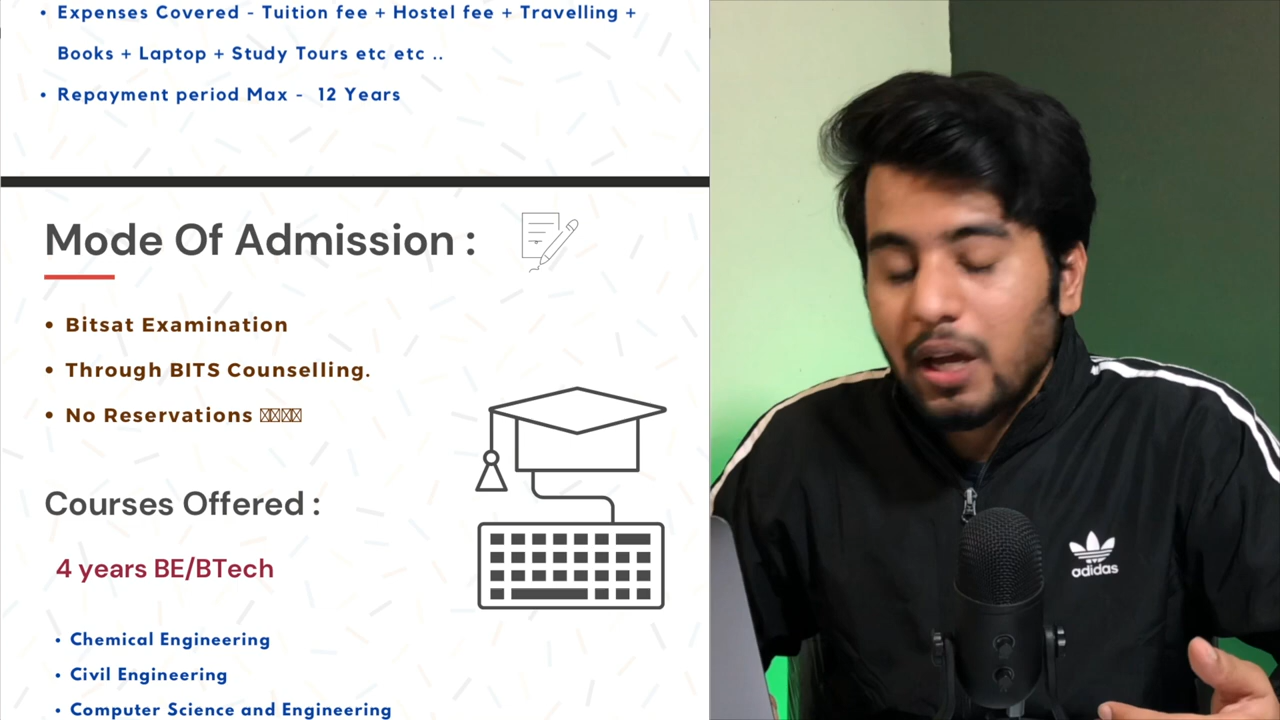 • Expenses Covered - Tuition fee + Hostel fee + Travelling +
Books + Laptop + Study Tours etc etc ..
• Repayment period Max - 12 Years
Mode Of Admission :
• Bitsat Examination
• Through BITS Counselling.
• No Reservations
Courses Offered :
4 years BE/BTech
• Chemical Engineering
• Civil Engineering
• Computer Science and Engineering
adidas